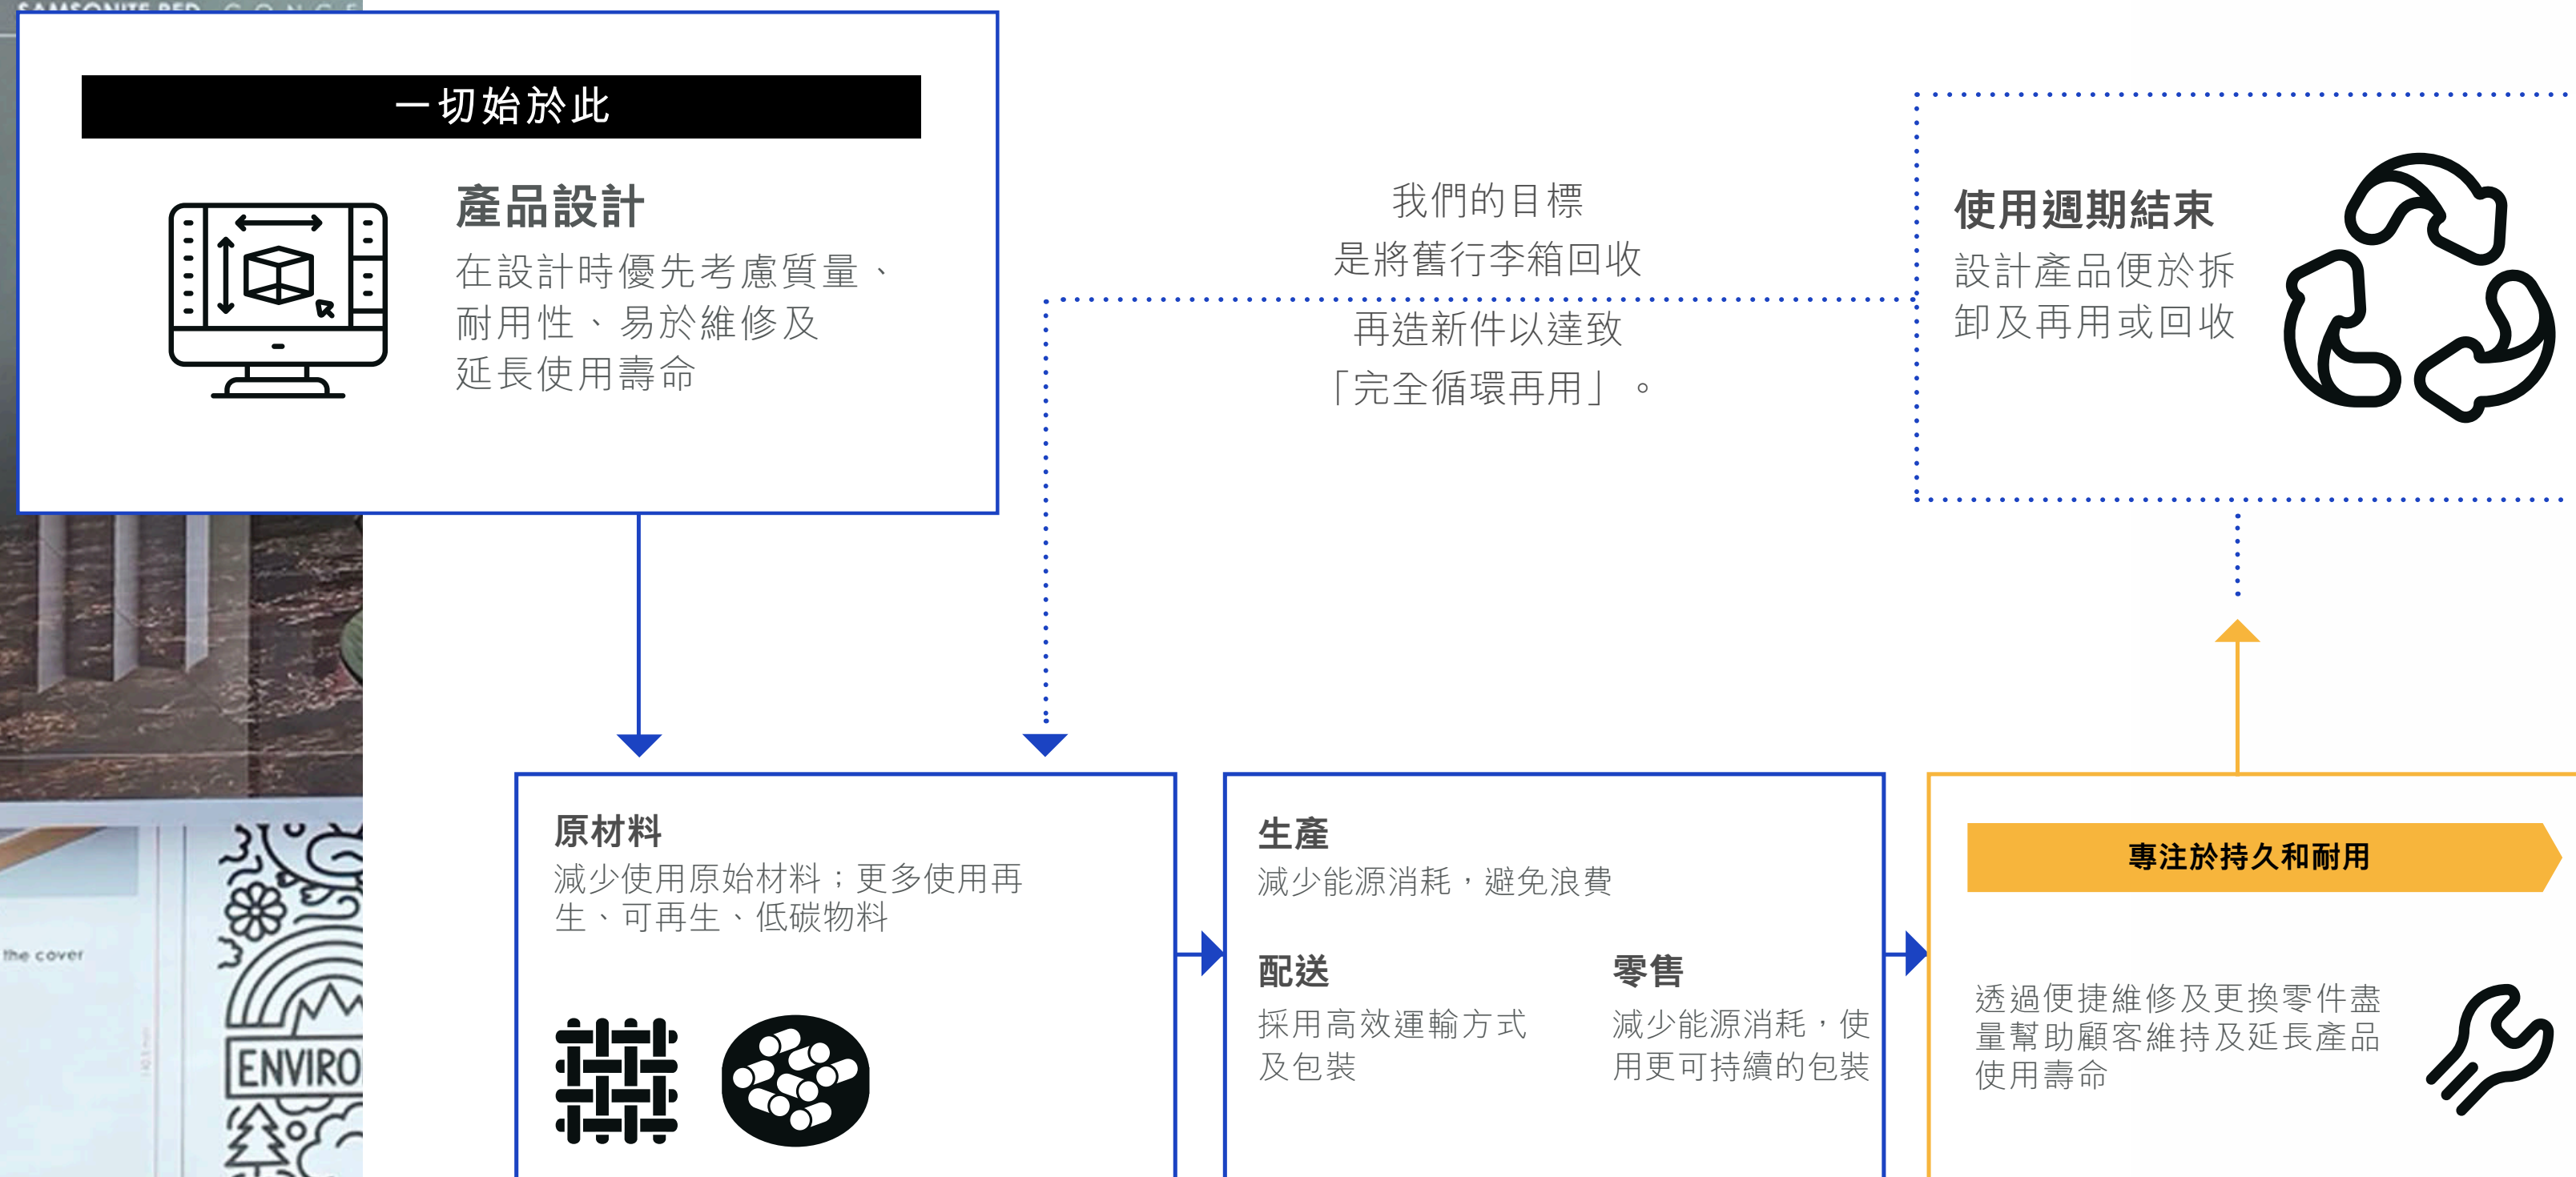 SAMSONITE RED
一切始於此
產品設計
在設計時優先考慮質量、
耐用性、易於維修及
延長使用壽命
我們的目標
是將舊行李箱回收
再造新件以達致
「完全循環再用」。
使用週期結束
設計產品便於拆
卸及再用或回收
原材料
減少使用原始材料；更多使用再
生、可再生、低碳物料
生產
減少能源消耗，避免浪費
配送
採用高效運輸方式
及包裝
零售
減少能源消耗，使
用更可持續的包裝
專注於持久和耐用
透過便捷維修及更換零件盡
量幫助顧客維持及延長產品
使用壽命
the cover
ENVIRO